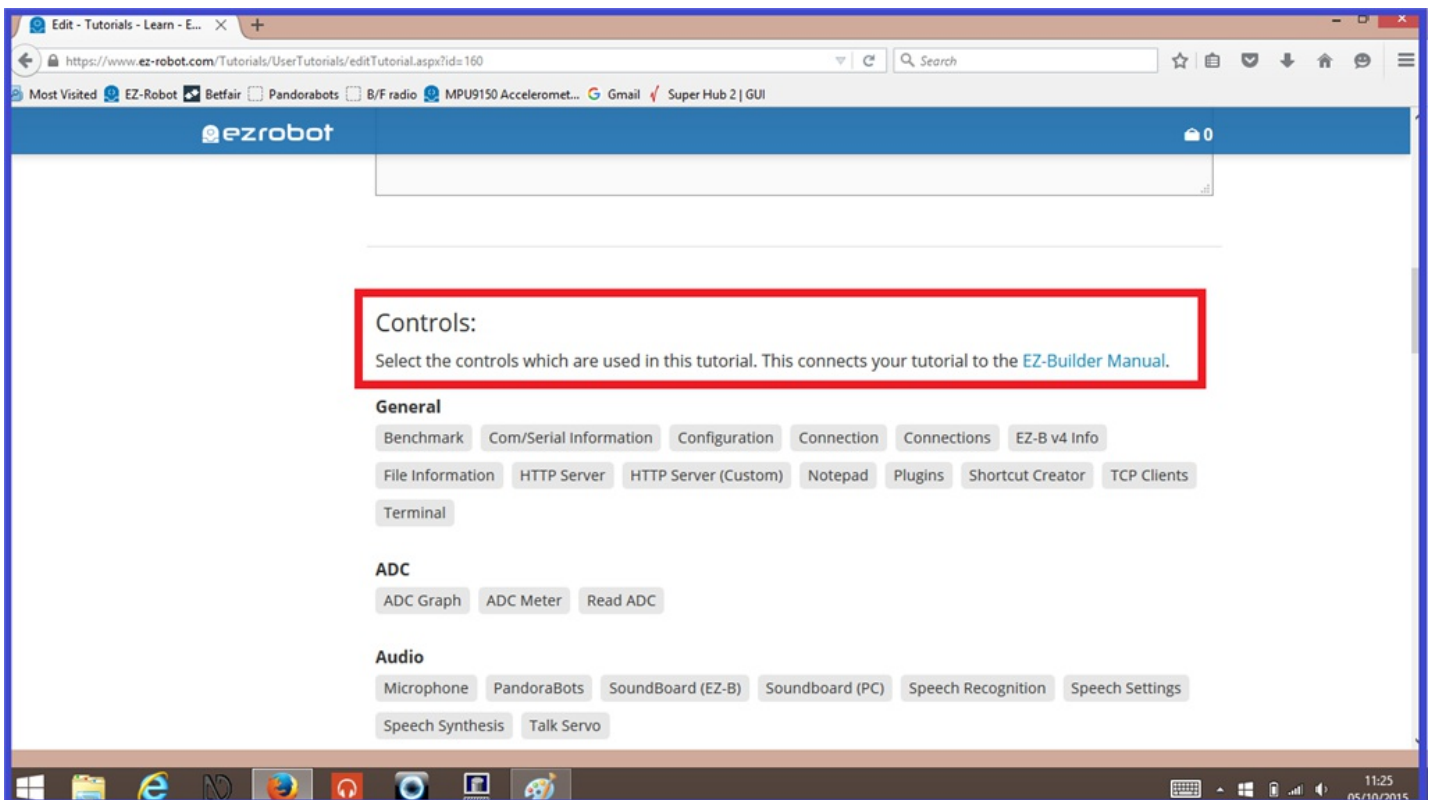 Edit - Tutorials - Learn - E...
https://www.ez-robot.com/Tutorials/UserTutorials/editTutorial.aspx?id=160
Search
Most Visited EZ-Robot Betfair Pandorabots B/F radio MPU9150 Acceleromet... Gmail Super Hub 2 | GUI
ezrobot 0
Controls:
Select the controls which are used in this tutorial. This connects your tutorial to the EZ-Builder Manual.
General
Benchmark Com/Serial Information Configuration Connection Connections EZ-B v4 Info
File Information HTTP Server HTTP Server (Custom) Notepad Plugins Shortcut Creator TCP Clients
Terminal
ADC
ADC Graph ADC Meter Read ADC
Audio
Microphone PandoraBots SoundBoard (EZ-B) Soundboard (PC) Speech Recognition Speech Settings
Speech Synthesis Talk Servo
11:25
05/10/2015